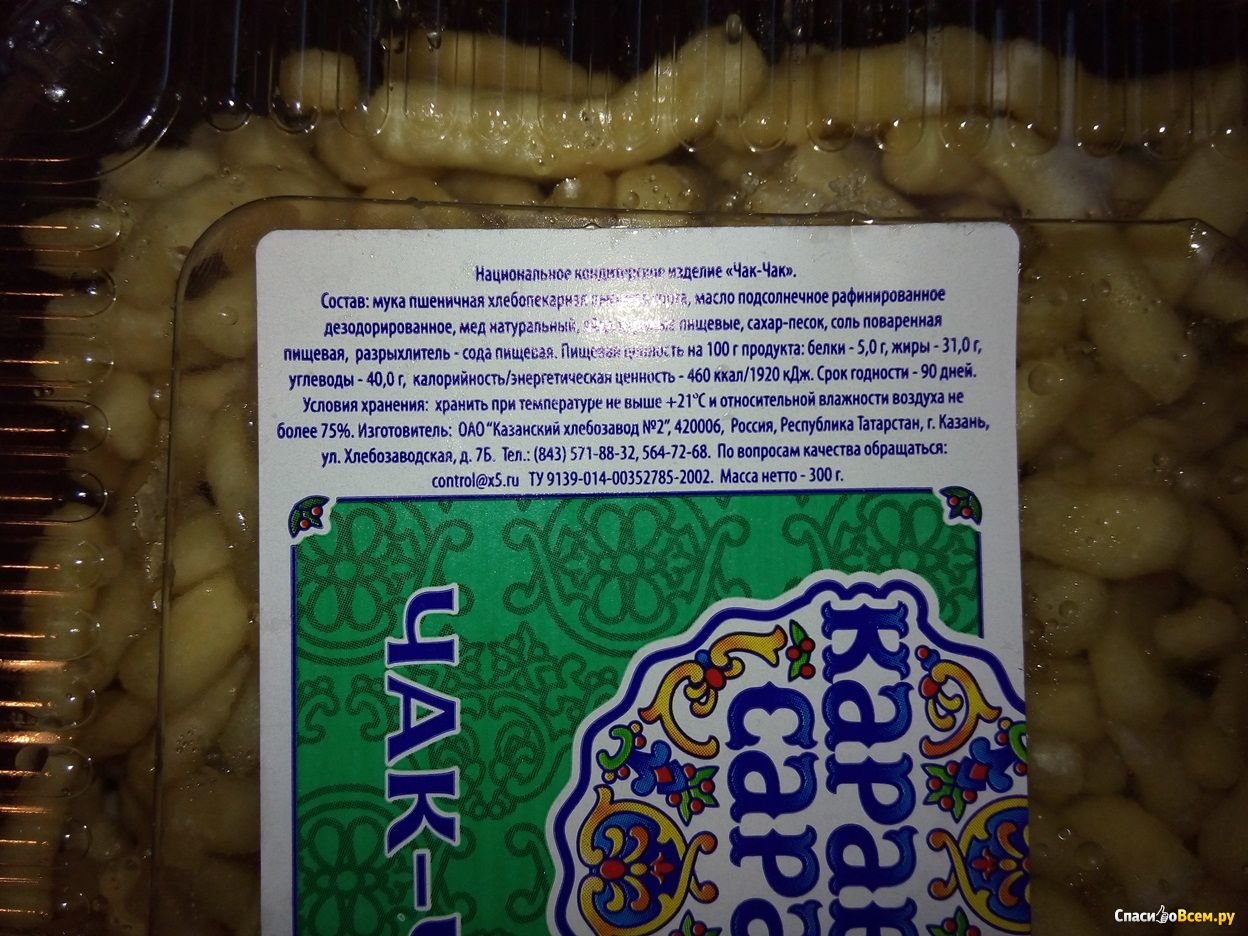 Национальное кондитерское изделие «Чак-Чак».
Состав: мука пшеничная хлебопекарная высшего сорта, масло подсолнечное рафинированное
дезодорированное, мед натуральный, пищевые, сахар-песок, соль поваренная
пищевая, разрыхлитель - сода пищевая. Пищевая ценность на 100 г продукта: белки - 5,0 г, жиры - 31,0 г,
углеводы - 40,0 г, калорийность/энергетическая ценность - 460 ккал/1920 кДж. Срок годности - 90 дней.
Условия хранения: хранить при температуре не выше +21°С и относительной влажности воздуха не
более 75%. Изготовитель: ОАО "Казанский хлебозавод №2", 420006, Россия, Республика Татарстан, г. Казань,
ул. Хлебозаводская, д. 7Б. Тел.: (843) 571-88-32, 564-72-68. По вопросам качества обращаться:
control@x5.ru ТУ 9139-014-00352785-2002. Масса нетто - 300 г.
ЧАК-
Карав
Сара
СпасибоВсем.ру